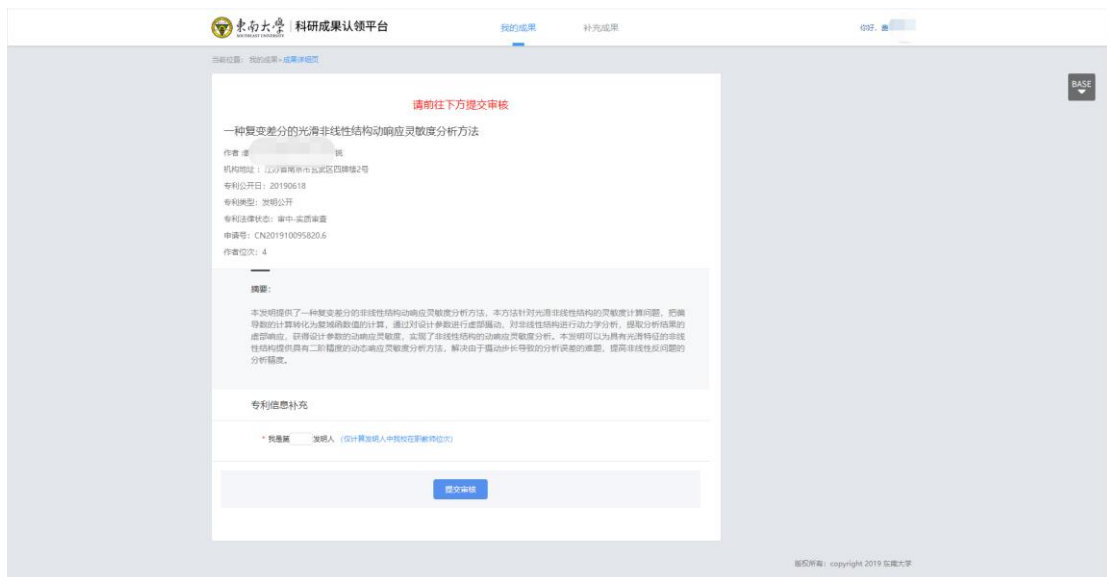 東南大學 科研成果认领平台 我的成果 补充成果 你好,
SOUTHEAST UNIVERSITY
当前位置: 我的成果>成果详细页
BASE
请前往下方提交审核
一种复变差分的光滑非线性结构动响应灵敏度分析方法
作者
机构地址: 江苏省南京市玄武区四牌楼2号
专利公开日: 20190618
专利类型: 发明公开
专利法律状态: 审中-实质审查
申请号: CN201910095820.6
作者位次: 4
摘要:
本发明提供了一种复变差分的非线性结构动响应灵敏度分析方法, 本方法针对光滑非线性结构的灵敏度计算问题, 把偏
导数的计算转化为复域函数值的计算, 通过对设计参数进行虚部摄动, 对非线性结构进行动力学分析, 提取分析结果的
虚部响应, 获得设计参数的动响应灵敏度, 实现了非线性结构的动响应灵敏度分析。本发明可以为具有光滑特征的非线
性结构提供具有二阶精度的动态响应灵敏度分析方法, 解决由于摄动步长导致的分析误差的难题, 提高非线性反问题的
分析精度。
专利信息补充
* 我是第 发明人 (仅计算发明人中我校在职教师位次)
提交审核
版权所有: copyright 2019 东南大学